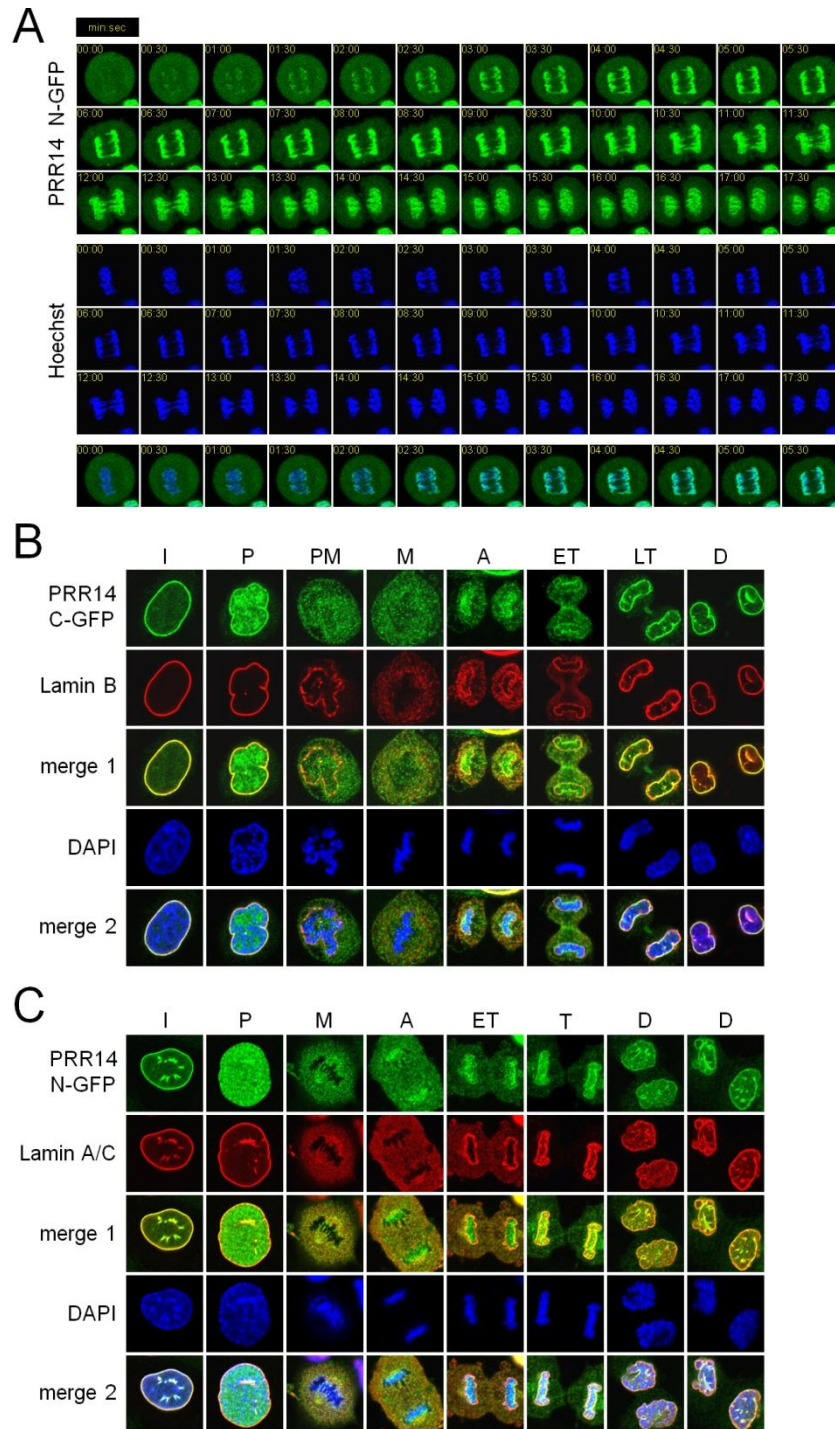 A
min:sec
PRR14 N-GFP
00:00 00:30 01:00 01:30 02:00 02:30 03:00 03:30 04:00 04:30 05:00 05:30
06:00 06:30 07:00 07:30 08:00 08:30 09:00 09:30 10:00 10:30 11:00 11:30
12:00 12:30 13:00 13:30 14:00 14:30 15:00 15:30 16:00 16:30 17:00 17:30
Hoechst
00:00 00:30 01:00 01:30 02:00 02:30 03:00 03:30 04:00 04:30 05:00 05:30
06:00 06:30 07:00 07:30 08:00 08:30 09:00 09:30 10:00 10:30 11:00 11:30
12:00 12:30 13:00 13:30 14:00 14:30 15:00 15:30 16:00 16:30 17:00 17:30
00:00 00:30 01:00 01:30 02:00 02:30 03:00 03:30 04:00 04:30 05:00 05:30
B
I P PM M A ET LT D
PRR14
C-GFP
Lamin B
merge 1
DAPI
merge 2
C
I P M A ET T D D
PRR14
N-GFP
Lamin A/C
merge 1
DAPI
merge 2